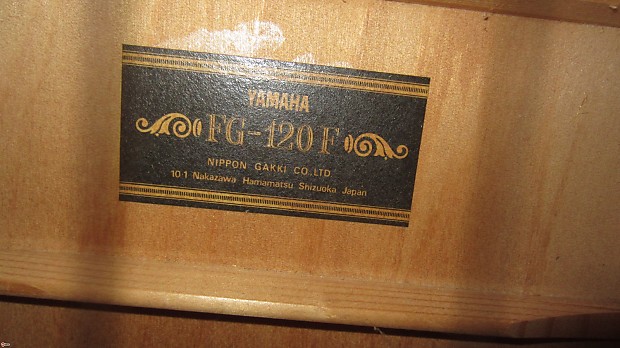 YAMAHA
FG-120F
NIPPON GAKKI CO.LTD
10·1 Nakazawa Hamamatsu Shizuoka Japan